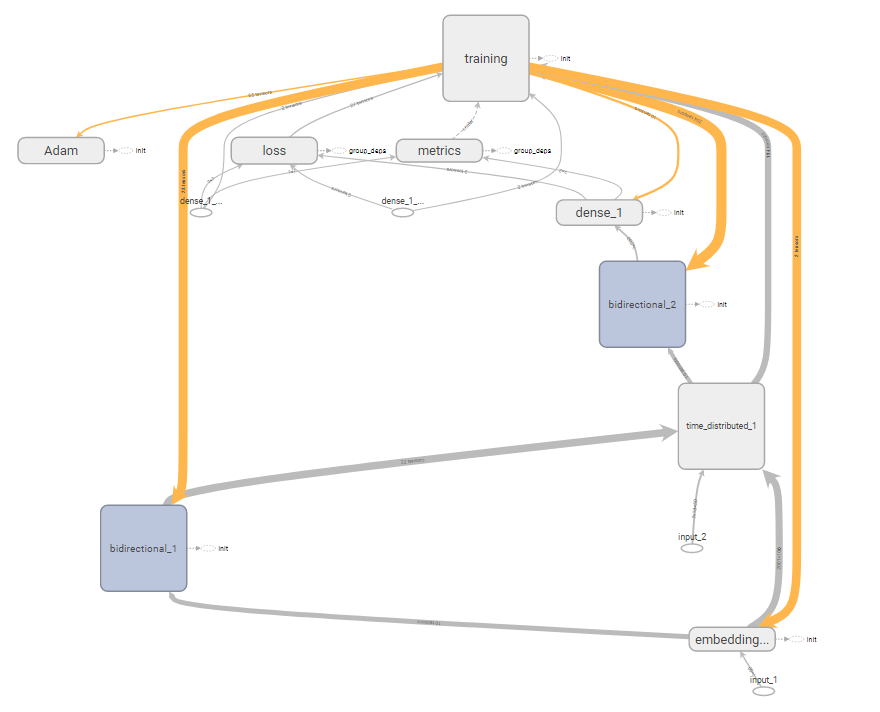 training
init
Adam
init
loss
group_deps
metrics
group_deps
dense_1_...
dense_1_...
dense_1
init
bidirectional_2
init
time_distributed_1
bidirectional_1
init
input_2
embedding...
init
input_1